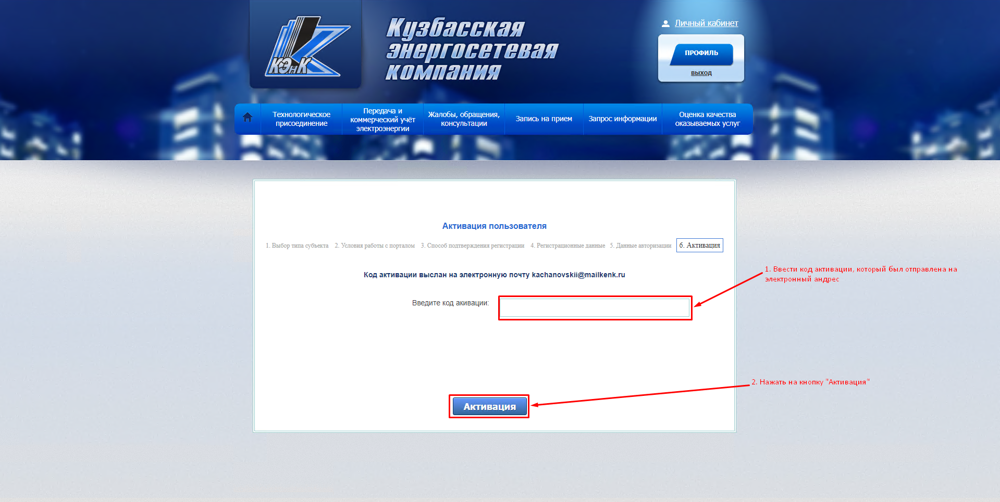 КЭнК
Кузбасская
энергосетевая
компания
Личный кабинет
ПРОФИЛЬ
выход
Технологическое
присоединение
Передача и
коммерческий учёт
электроэнергии
Жалобы, обращения,
консультации
Запись на прием
Запрос информации
Оценка качества
оказываемых услуг
Активация пользователя
1. Выбор типа субъекта 2. Условия работы с порталом 3. Способ подтверждения регистрации 4. Регистрационные данные 5. Данные авторизации 6. Активация
Код активации выслан на электронную почту kachanovskii@mailkenk.ru
1. Ввести код активации, который был отправлена на
электронный андрес
Введите код акивации:
2. Нажать на кнопку "Активация"
Активация